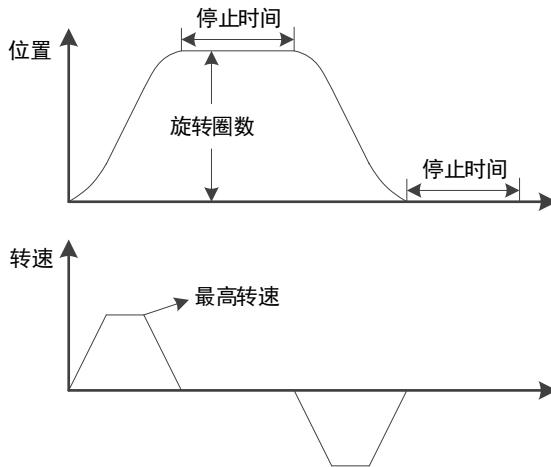 停止时间
位置
旋转圈数
停止时间
转速
最高转速